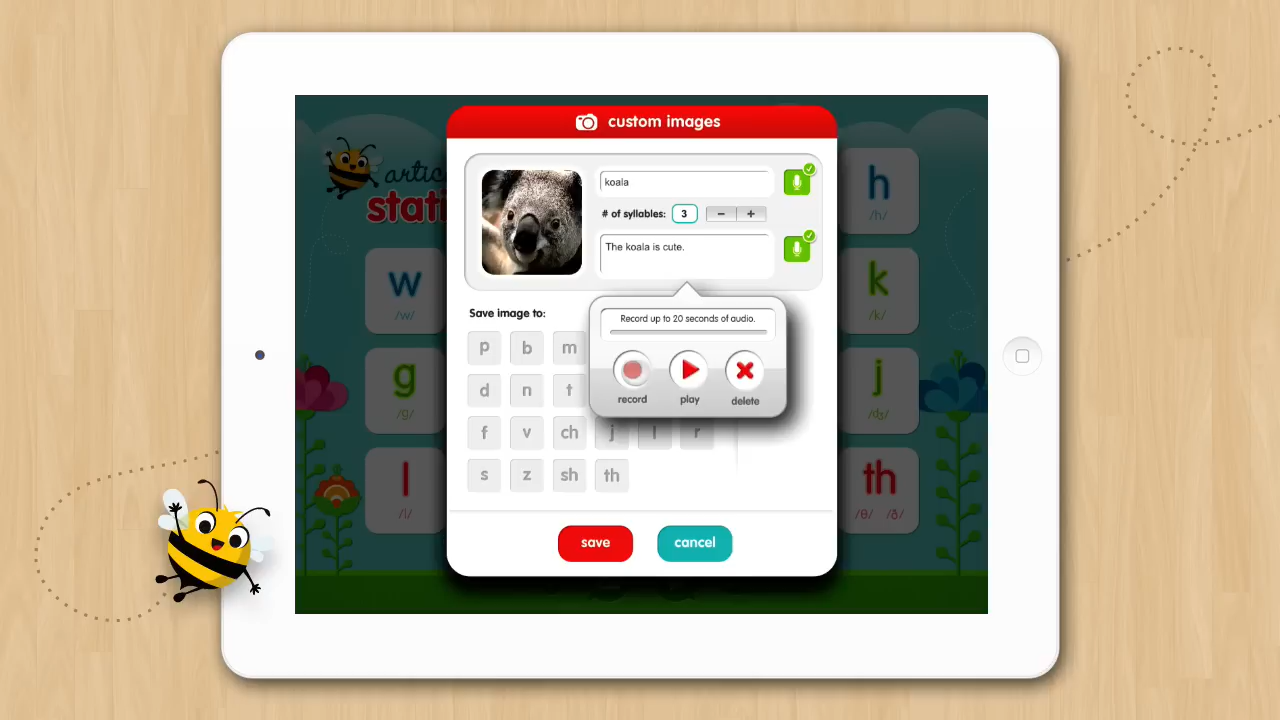 custom images
koala
# of syllables: 3 − +
The koala is cute.
Save image to:
Record up to 20 seconds of audio.
record play delete
p b m
d n t
f v ch j l r
s z sh th
save cancel
artic
stati
h
/h/
w
/w/
k
/k/
g
/g/
j
/ʤ/
l
/l/
th
/θ/ /ð/